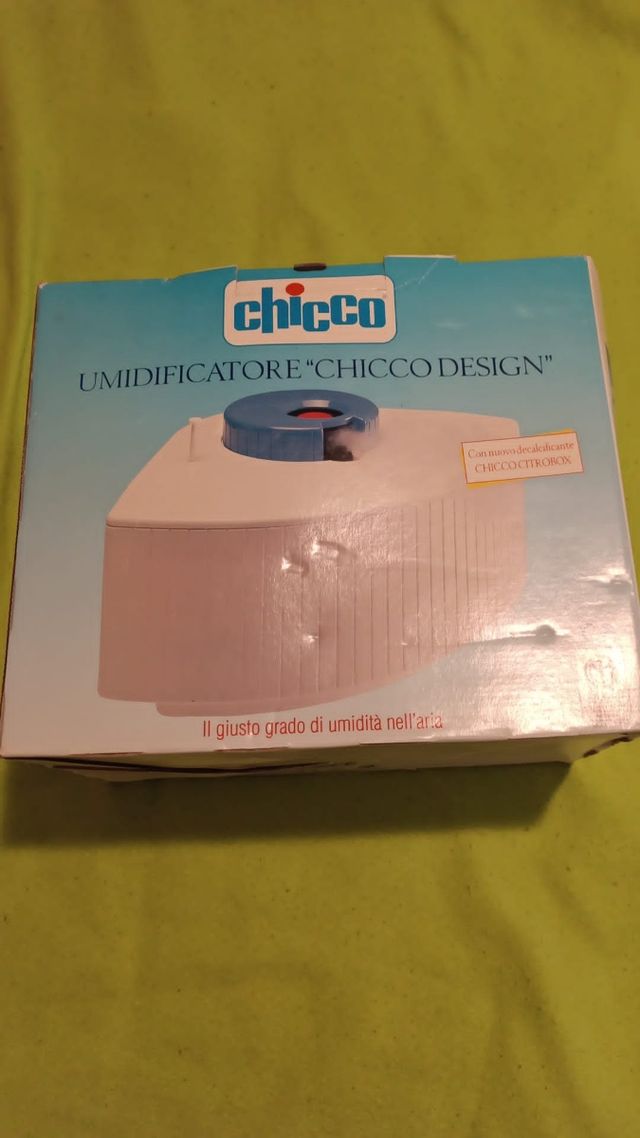 chicco
UMIDIFICATORE "CHICCO DESIGN"
Con nuovo decalcificante
CHICCO CITROBOX
Il giusto grado di umidità nell'aria